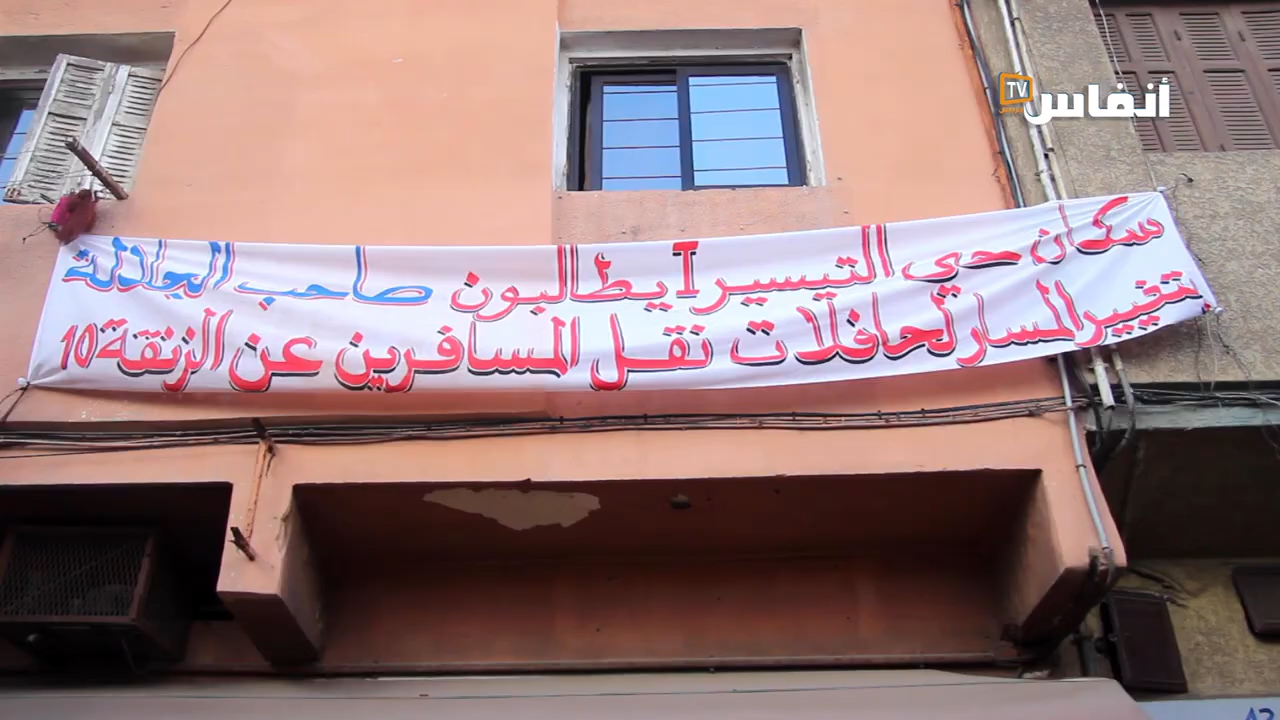 أنفاس TV
سكان حي التيسير I يطالبون صاحب الجلالة
بتغيير المسار لحافلات نقل المسافرين عن الزنقة 10